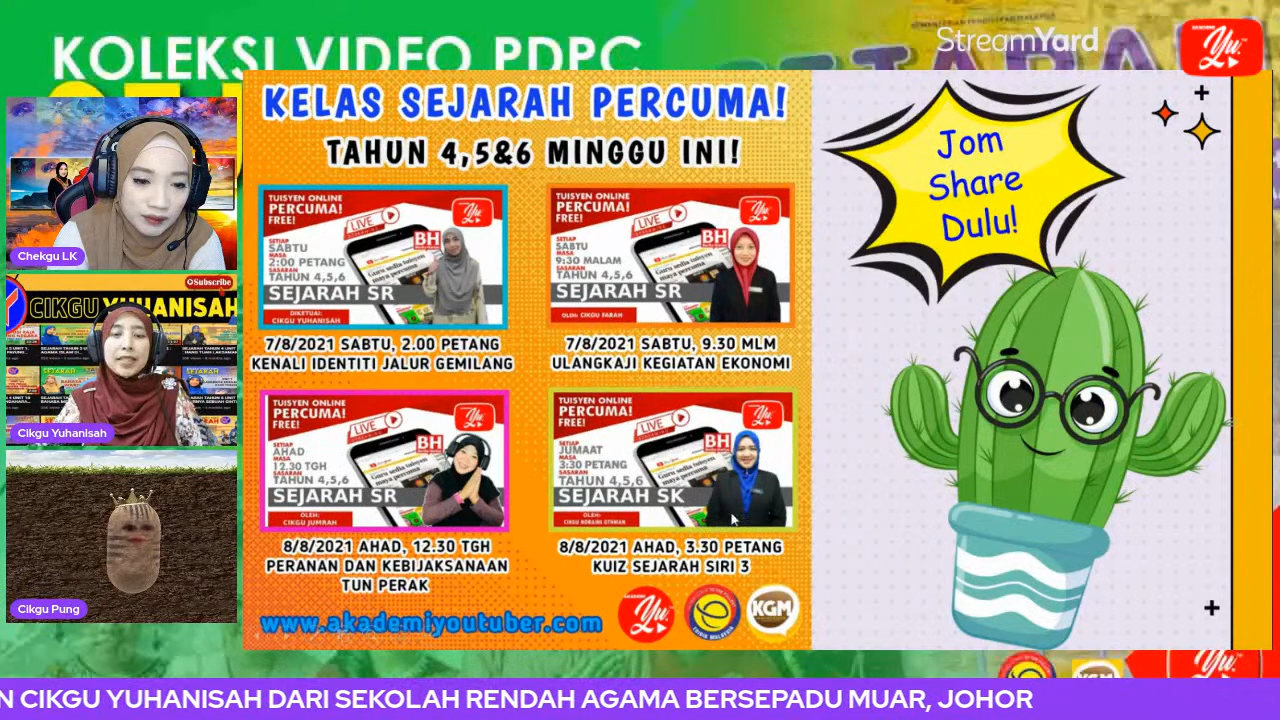 KOLEKSI VIDEO PDPC
StreamYard
Yu
KELAS SEJARAH PERCUMA!
TAHUN 4,5&6 MINGGU INI!
TUISYEN ONLINE
PERCUMA!
FREE!
LIVE
BH
SETIAP
SABTU
MASA
2:00 PETANG
SASARAN
TAHUN 4,5,6
SEJARAH SR
DIKETUAI:
CIKGU YUHANISAH
7/8/2021 SABTU, 2.00 PETANG
KENALI IDENTITI JALUR GEMILANG
TUISYEN ONLINE
PERCUMA!
FREE!
LIVE
BH
SETIAP
SABTU
MASA
9:30 MALAM
SASARAN
TAHUN 4,5,6
SEJARAH SR
OLEH: CIKGU FARAH
7/8/2021 SABTU, 9.30 MLM
ULANGKAJI KEGIATAN EKONOMI
TUISYEN ONLINE
PERCUMA!
FREE!
LIVE
BH
SETIAP
AHAD
MASA
12.30 TGH
SASARAN
TAHUN 4,5,6
SEJARAH SR
OLEH:
CIKGU JUMRAH
8/8/2021 AHAD, 12.30 TGH
PERANAN DAN KEBIJAKSANAAN
TUN PERAK
TUISYEN ONLINE
PERCUMA!
FREE!
LIVE
BH
SETIAP
JUMAAT
MASA
3:30 PETANG
SASARAN
TAHUN 4,5,6
SEJARAH SK
OLEH:
CIKGU NORAINI OTHMAN
8/8/2021 AHAD, 3.30 PETANG
KUIZ SEJARAH SIRI 3
www.akademiyoutuber.com
KGM
Jom
Share
Dulu!
Chekgu LK
Subscribe
CIKGU YUHANISAH
Cikgu Yuhanisah
Cikgu Pung
N CIKGU YUHANISAH DARI SEKOLAH RENDAH AGAMA BERSEPADU MUAR, JOHOR